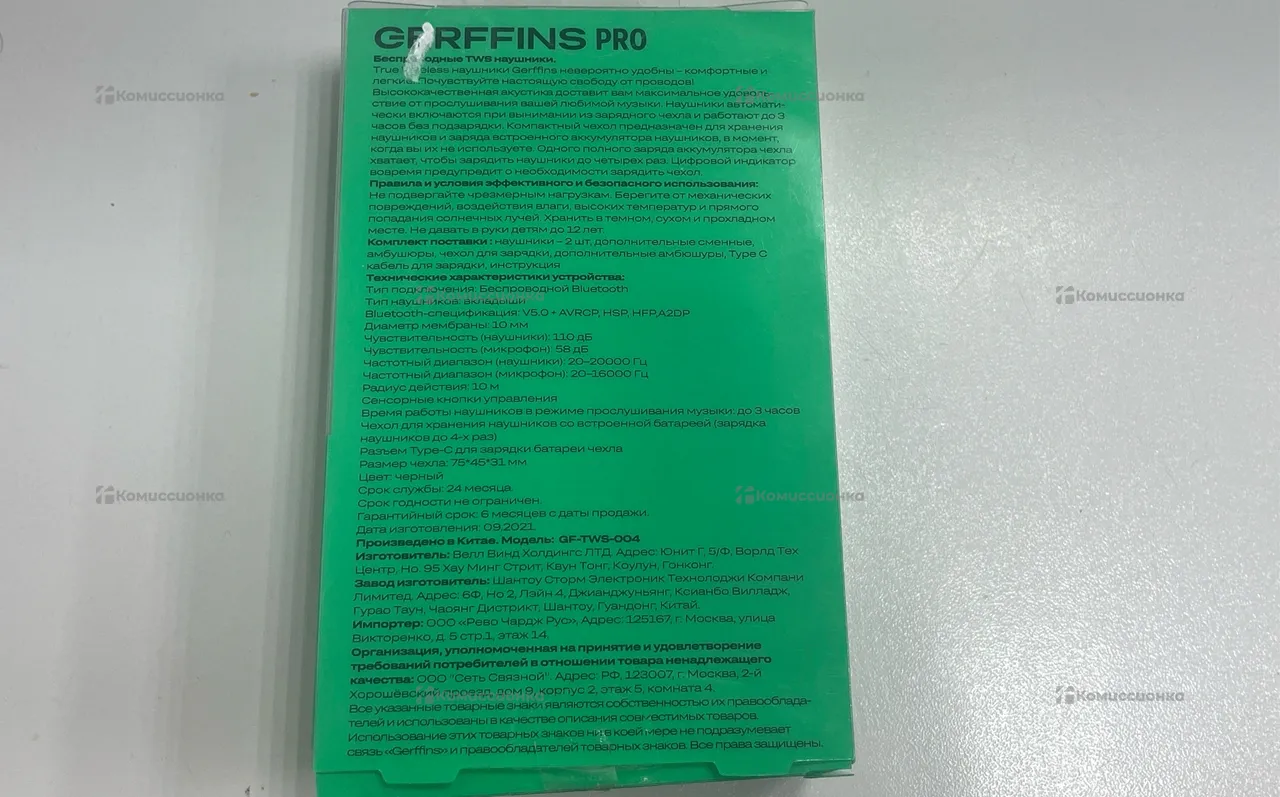 GERFFINS PRO
Беспроводные TWS наушники.
True Wireless наушники Gerffins невероятно удобны – комфортные и
легкие. Почувствуйте настоящую свободу от проводов!
Высококачественная акустика доставит вам максимальное удоволь-
ствие от прослушивания вашей любимой музыки. Наушники автомати-
чески включаются при вынимании из зарядного чехла и работают до 3
часов без подзарядки. Компактный чехол предназначен для хранения
наушников и заряда встроенного аккумулятора наушников, в момент,
когда вы их не используете. Одного полного заряда аккумулятора чехла
хватает, чтобы зарядить наушники до четырех раз. Цифровой индикатор
вовремя предупредит о необходимости зарядить чехол.
Правила и условия эффективного и безопасного использования:
Не подвергайте чрезмерным нагрузкам. Берегите от механических
повреждений, воздействия влаги, высоких температур и прямого
попадания солнечных лучей. Хранить в темном, сухом и прохладном
месте. Не давать в руки детям до 12 лет.
Комплект поставки : наушники – 2 шт, дополнительные сменные,
амбушюры, чехол для зарядки, дополнительные амбюшуры, Type C
кабель для зарядки, инструкция
Технические характеристики устройства:
Тип подключения: Беспроводной Bluetooth
Тип наушников: вкладыши
Bluetooth-спецификация: V5.0 + AVRCP, HSP, HFP,A2DP
Диаметр мембраны: 10 мм
Чувствительность (наушники): 110 дБ
Чувствительность (микрофон): 58 дБ
Частотный диапазон (наушники): 20-20000 Гц
Частотный диапазон (микрофон): 20-16000 Гц
Радиус действия: 10 м
Сенсорные кнопки управления
Время работы наушников в режиме прослушивания музыки: до 3 часов
Чехол для хранения наушников со встроенной батареей (зарядка
наушников до 4-х раз)
Разъем Type-C для зарядки батареи чехла
Размер чехла: 75*45*31 мм
Цвет: черный
Срок службы: 24 месяца.
Срок годности не ограничен.
Гарантийный срок: 6 месяцев с даты продажи.
Дата изготовления: 09.2021.
Произведено в Китае. Модель: GF-TWS-004
Изготовитель: Велл Винд Холдингс ЛТД. Адрес: Юнит Г, 5/Ф, Ворлд Тех
Центр, Но. 95 Хау Минг Стрит, Квун Тонг, Коулун, Гонконг.
Завод изготовитель: Шантоу Сторм Электроник Технолоджи Компани
Лимитед, Адрес: 6Ф, Но 2, Лэйн 4, Джианджуньянг, Ксианбо Вилладж,
Гурао Таун, Чаоянг Дистрикт, Шантоу, Гуандонг, Китай.
Импортер: ООО «Рево Чардж Рус», Адрес: 125167, г. Москва, улица
Викторенко, д. 5 стр.1, этаж 14.
Организация, уполномоченная на принятие и удовлетворение
требований потребителей в отношении товара ненадлежащего
качества: ООО "Сеть Связной". Адрес: РФ, 123007, г. Москва, 2-й
Хорошёвский проезд, дом 9, корпус 2, этаж 5, комната 4.
Все указанные товарные знаки являются собственностью их правооблада-
телей и использованы в качестве описания совместимых товаров.
Использование этих товарных знаков ни в коей мере не подразумевает
связь «Gerffins» и правообладателей товарных знаков. Все права защищены.
Комиссионка
Комиссионка
Комиссионка
Комиссионка
Комиссионка
Комиссионка
Комиссионка
Комиссионка